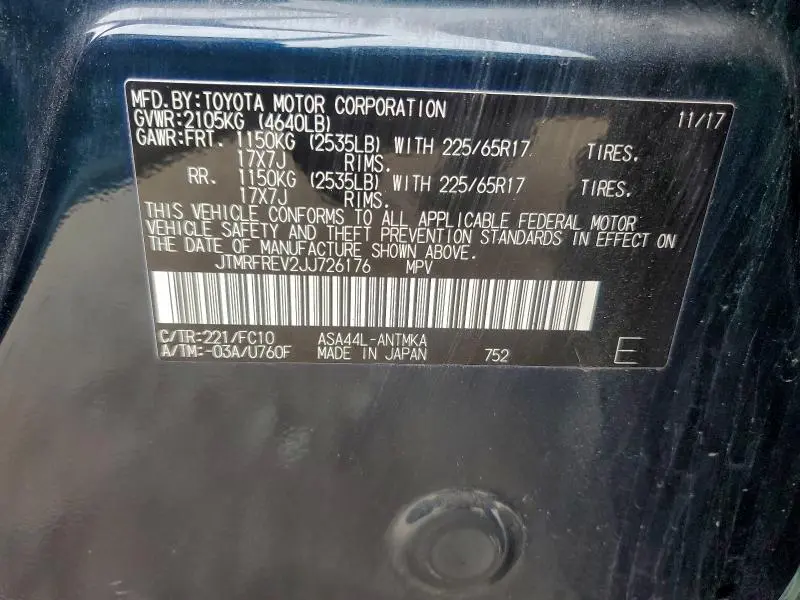 MFD.BY:TOYOTA MOTOR CORPORATION 11/17
GVWR:2105KG (4640LB)
GAWR:FRT. 1150KG (2535LB) WITH 225/65R17. TIRES.
17X7J RIMS.
RR. 1150KG (2535LB) WITH 225/65R17 TIRES.
17X7J RIMS.
THIS VEHICLE CONFORMS TO ALL APPLICABLE FEDERAL MOTOR
VEHICLE SAFETY AND THEFT PREVENTION STANDARDS IN EFFECT ON
THE DATE OF MANUFACTURE SHOWN ABOVE.
JTMRFREV2JJ726176 MPV
C/TR:221/FC10 ASA44L-ANTMKA
A/TM:-03A/U760F MADE IN JAPAN 752 E